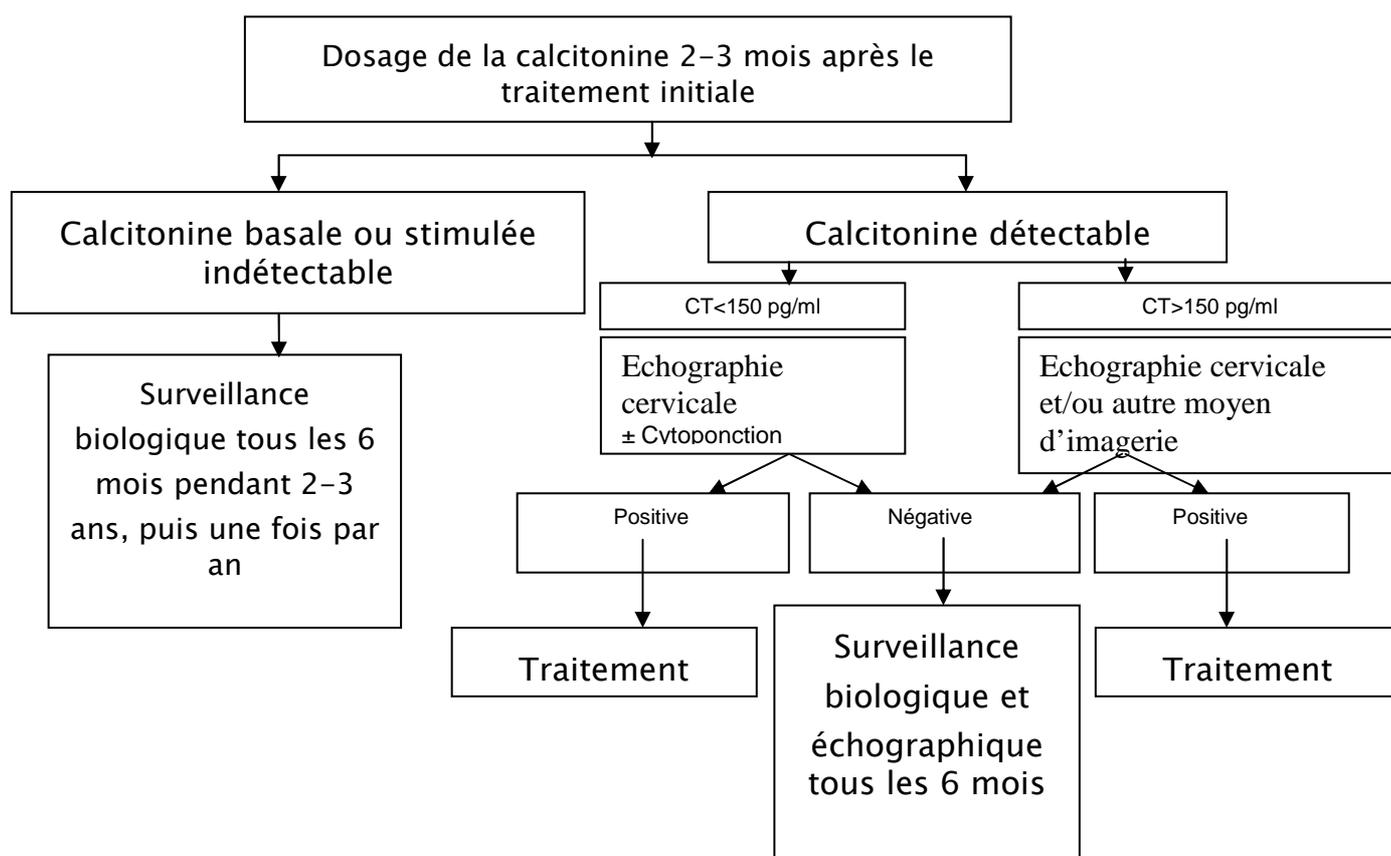 Dosage de la calcitonine 2-3 mois après le
traitement initiale
Calcitonine basale ou stimulée
indétectable
Calcitonine détectable
CT<150 pg/ml
CT>150 pg/ml
Surveillance
biologique tous les 6
mois pendant 2-3
ans, puis une fois par
an
Echographie
cervicale
± Cytoponction
Echographie cervicale
et/ou autre moyen
d'imagerie
Positive
Négative
Positive
Traitement
Surveillance
biologique et
échographique
tous les 6 mois
Traitement